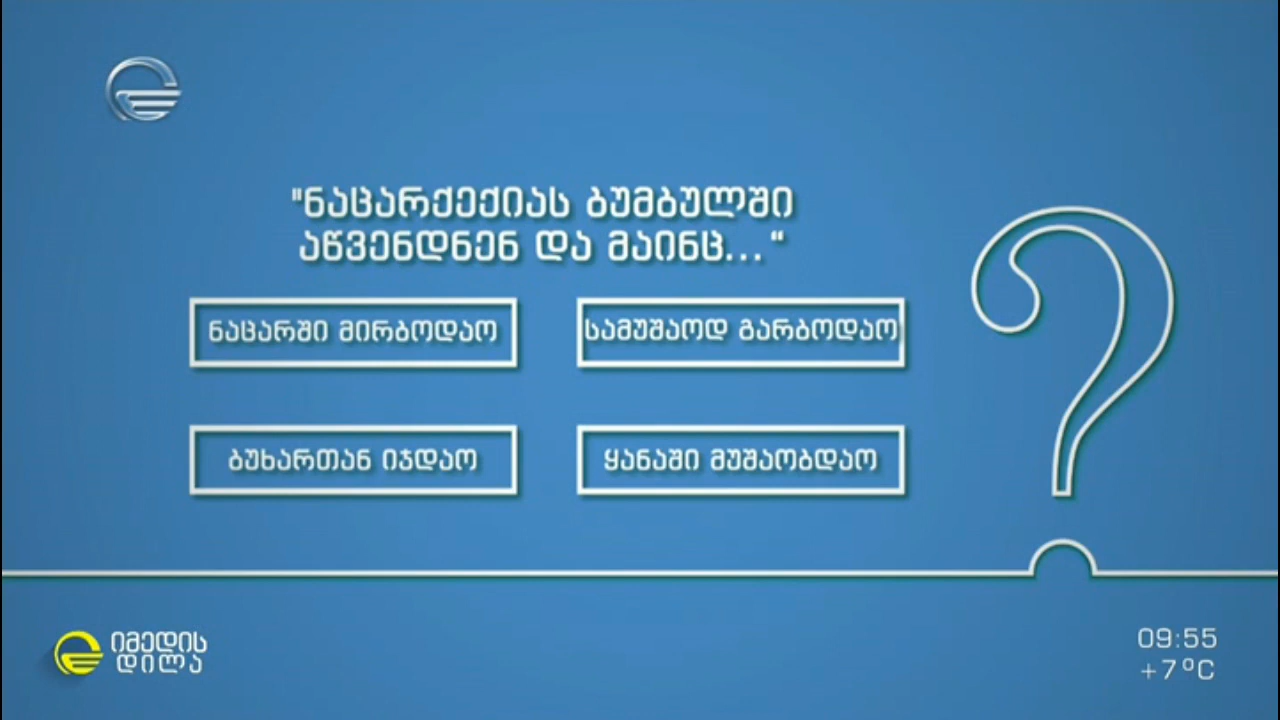 "ნაცარქექიას ბუმბულში
აწვენდნენ და მაინც..."
ნაცარში მირბოდაო
სამუშაოდ გარბოდაო
ბუხართან იჯდაო
ყანაში მუშაობდაო
იმედის
დილა
09:55
+7°C